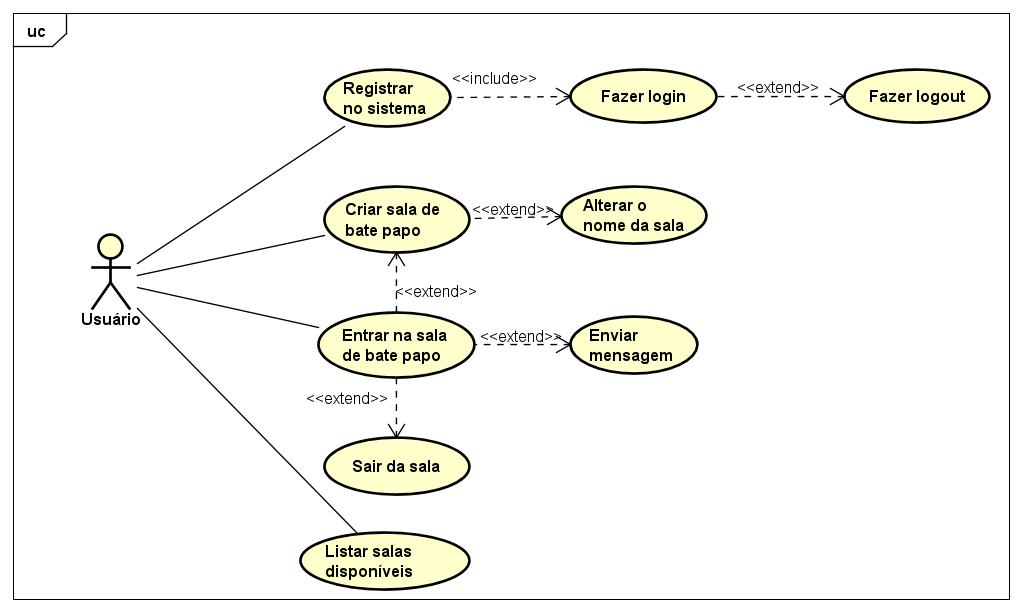 uc
Registrar
no sistema
<<include>>
Fazer login
<<extend>>
Fazer logout
Criar sala de
bate papo
<<extend>>
Alterar o
nome da sala
Usuário
<<extend>>
Entrar na sala
de bate papo
<<extend>>
Enviar
mensagem
<<extend>>
Sair da sala
Listar salas
disponíveis